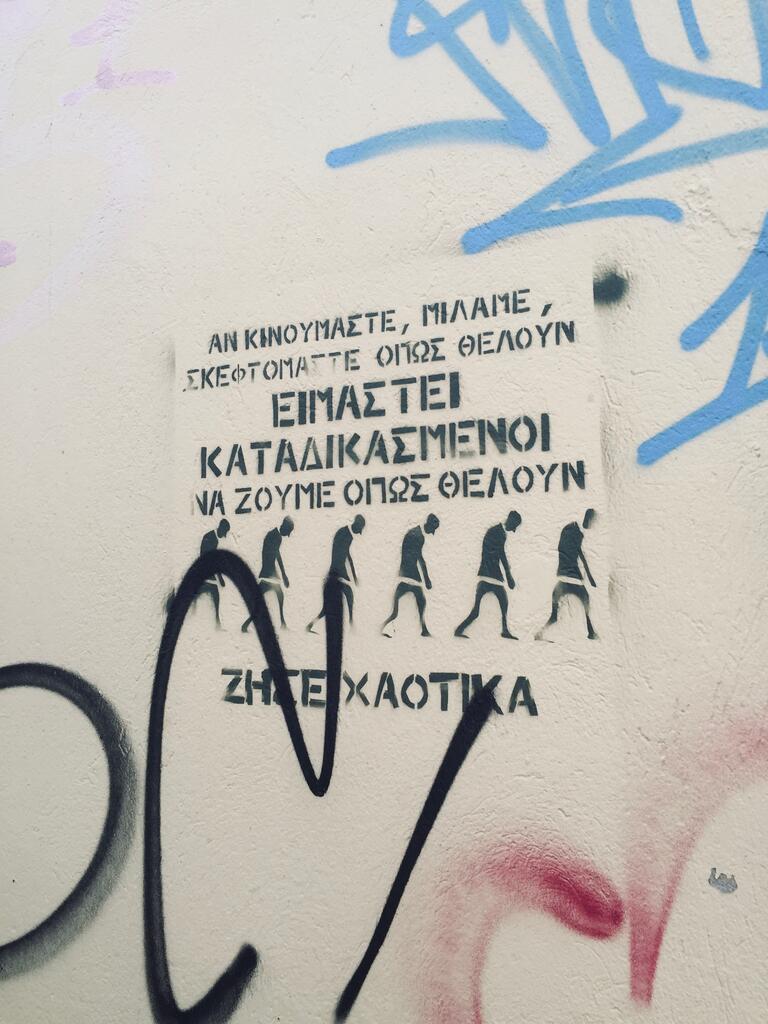 ΑΝ ΚΙΝΟΥΜΑΣΤΕ, ΜΙΛΑΜΕ,
ΣΚΕΦΤΟΜΑΣΤΕ ΟΠΩΣ ΘΕΛΟΥΝ
ΕΙΜΑΣΤΕΙ
ΚΑΤΑΔΙΚΑΣΜΕΝΟΙ
ΝΑ ΖΟΥΜΕ ΟΠΩΣ ΘΕΛΟΥΝ
ΖΗΣΕ ΧΑΟΤΙΚΑ